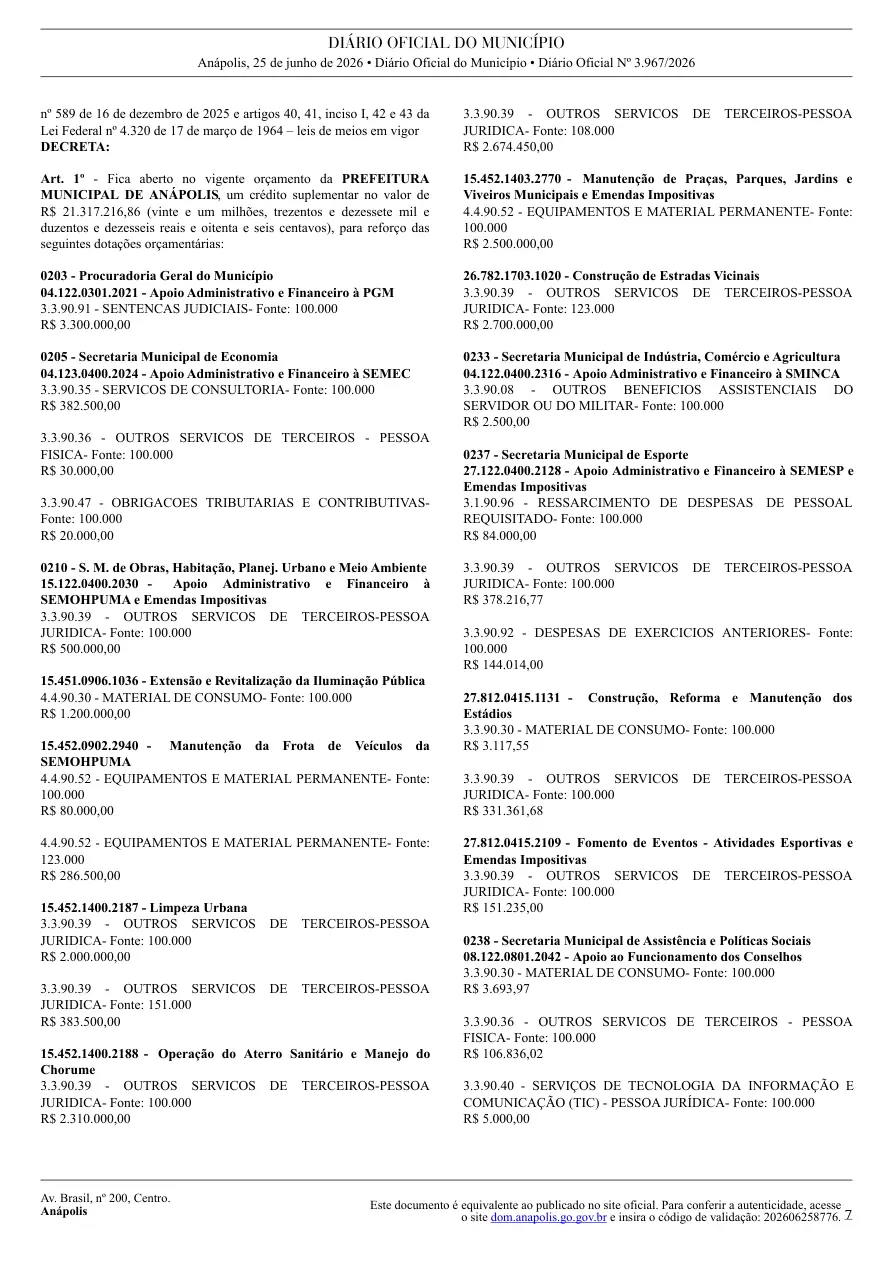 DIÁRIO OFICIAL DO MUNICÍPIO
Anápolis, 25 de junho de 2026 • Diário Oficial do Município • Diário Oficial Nº 3.967/2026
nº 589 de 16 de dezembro de 2025 e artigos 40, 41, inciso I, 42 e 43 da
Lei Federal nº 4.320 de 17 de março de 1964 – leis de meios em vigor
DECRETA:
Art. 1º - Fica aberto no vigente orçamento da PREFEITURA
MUNICIPAL DE ANÁPOLIS, um crédito suplementar no valor de
R$ 21.317.216,86 (vinte e um milhões, trezentos e dezessete mil e
duzentos e dezesseis reais e oitenta e seis centavos), para reforço das
seguintes dotações orçamentárias:
0203 - Procuradoria Geral do Município
04.122.0301.2021 - Apoio Administrativo e Financeiro à PGM
3.3.90.91 - SENTENCAS JUDICIAIS- Fonte: 100.000
R$ 3.300.000,00
0205 - Secretaria Municipal de Economia
04.123.0400.2024 - Apoio Administrativo e Financeiro à SEMEC
3.3.90.35 - SERVICOS DE CONSULTORIA- Fonte: 100.000
R$ 382.500,00
3.3.90.36 - OUTROS SERVICOS DE TERCEIROS - PESSOA
FISICA- Fonte: 100.000
R$ 30.000,00
3.3.90.47 - OBRIGACOES TRIBUTARIAS E CONTRIBUTIVAS-
Fonte: 100.000
R$ 20.000,00
0210 - S. M. de Obras, Habitação, Planej. Urbano e Meio Ambiente
15.122.0400.2030 - Apoio Administrativo e Financeiro à
SEMOHPUMA e Emendas Impositivas
3.3.90.39 - OUTROS SERVICOS DE TERCEIROS-PESSOA
JURIDICA- Fonte: 100.000
R$ 500.000,00
15.451.0906.1036 - Extensão e Revitalização da Iluminação Pública
4.4.90.30 - MATERIAL DE CONSUMO- Fonte: 100.000
R$ 1.200.000,00
15.452.0902.2940 - Manutenção da Frota de Veículos da
SEMOHPUMA
4.4.90.52 - EQUIPAMENTOS E MATERIAL PERMANENTE- Fonte:
100.000
R$ 80.000,00
4.4.90.52 - EQUIPAMENTOS E MATERIAL PERMANENTE- Fonte:
123.000
R$ 286.500,00
15.452.1400.2187 - Limpeza Urbana
3.3.90.39 - OUTROS SERVICOS DE TERCEIROS-PESSOA
JURIDICA- Fonte: 100.000
R$ 2.000.000,00
3.3.90.39 - OUTROS SERVICOS DE TERCEIROS-PESSOA
JURIDICA- Fonte: 151.000
R$ 383.500,00
15.452.1400.2188 - Operação do Aterro Sanitário e Manejo do
Chorume
3.3.90.39 - OUTROS SERVICOS DE TERCEIROS-PESSOA
JURIDICA- Fonte: 100.000
R$ 2.310.000,00
3.3.90.39 - OUTROS SERVICOS DE TERCEIROS-PESSOA
JURIDICA- Fonte: 108.000
R$ 2.674.450,00
15.452.1403.2770 - Manutenção de Praças, Parques, Jardins e
Viveiros Municipais e Emendas Impositivas
4.4.90.52 - EQUIPAMENTOS E MATERIAL PERMANENTE- Fonte:
100.000
R$ 2.500.000,00
26.782.1703.1020 - Construção de Estradas Vicinais
3.3.90.39 - OUTROS SERVICOS DE TERCEIROS-PESSOA
JURIDICA- Fonte: 123.000
R$ 2.700.000,00
0233 - Secretaria Municipal de Indústria, Comércio e Agricultura
04.122.0400.2316 - Apoio Administrativo e Financeiro à SMINCA
3.3.90.08 - OUTROS BENEFICIOS ASSISTENCIAIS DO
SERVIDOR OU DO MILITAR- Fonte: 100.000
R$ 2.500,00
0237 - Secretaria Municipal de Esporte
27.122.0400.2128 - Apoio Administrativo e Financeiro à SEMESP e
Emendas Impositivas
3.1.90.96 - RESSARCIMENTO DE DESPESAS DE PESSOAL
REQUISITADO- Fonte: 100.000
R$ 84.000,00
3.3.90.39 - OUTROS SERVICOS DE TERCEIROS-PESSOA
JURIDICA- Fonte: 100.000
R$ 378.216,77
3.3.90.92 - DESPESAS DE EXERCICIOS ANTERIORES- Fonte:
100.000
R$ 144.014,00
27.812.0415.1131 - Construção, Reforma e Manutenção dos
Estádios
3.3.90.30 - MATERIAL DE CONSUMO- Fonte: 100.000
R$ 3.117,55
3.3.90.39 - OUTROS SERVICOS DE TERCEIROS-PESSOA
JURIDICA- Fonte: 100.000
R$ 331.361,68
27.812.0415.2109 - Fomento de Eventos - Atividades Esportivas e
Emendas Impositivas
3.3.90.39 - OUTROS SERVICOS DE TERCEIROS-PESSOA
JURIDICA- Fonte: 100.000
R$ 151.235,00
0238 - Secretaria Municipal de Assistência e Políticas Sociais
08.122.0801.2042 - Apoio ao Funcionamento dos Conselhos
3.3.90.30 - MATERIAL DE CONSUMO- Fonte: 100.000
R$ 3.693,97
3.3.90.36 - OUTROS SERVICOS DE TERCEIROS - PESSOA
FISICA- Fonte: 100.000
R$ 106.836,02
3.3.90.40 - SERVIÇOS DE TECNOLOGIA DA INFORMAÇÃO E
COMUNICAÇÃO (TIC) - PESSOA JURÍDICA- Fonte: 100.000
R$ 5.000,00
Av. Brasil, nº 200, Centro.
Anápolis
Este documento é equivalente ao publicado no site oficial. Para conferir a autenticidade, acesse
o site dom.anapolis.go.gov.br e insira o código de validação: 202606258776.
7